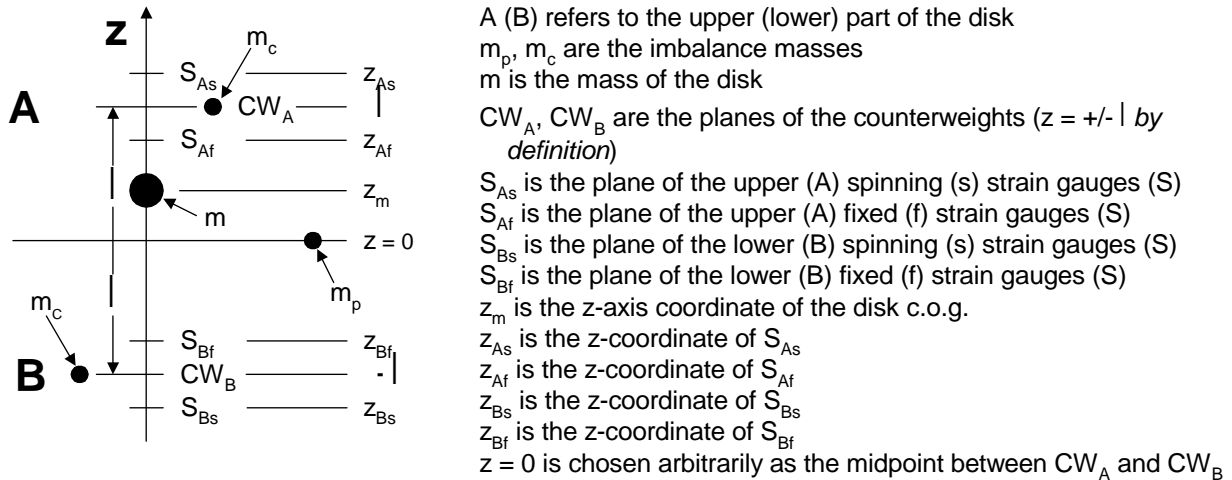 z
m_c
S_As
z_As
A
CW_A
l
S_Af
z_Af
l
z_m
m
z = 0
l
m_p
m_c
S_Bf
z_Bf
B
CW_B
- l
S_Bs
z_Bs
A (B) refers to the upper (lower) part of the disk
m_p, m_c are the imbalance masses
m is the mass of the disk
CW_A, CW_B are the planes of the counterweights (z = +/- l by
definition)
S_As is the plane of the upper (A) spinning (s) strain gauges (S)
S_Af is the plane of the upper (A) fixed (f) strain gauges (S)
S_Bs is the plane of the lower (B) spinning (s) strain gauges (S)
S_Bf is the plane of the lower (B) fixed (f) strain gauges (S)
z_m is the z-axis coordinate of the disk c.o.g.
z_As is the z-coordinate of S_As
z_Af is the z-coordinate of S_Af
z_Bs is the z-coordinate of S_Bs
z_Bf is the z-coordinate of S_Bf
z = 0 is chosen arbitrarily as the midpoint between CW_A and CW_B